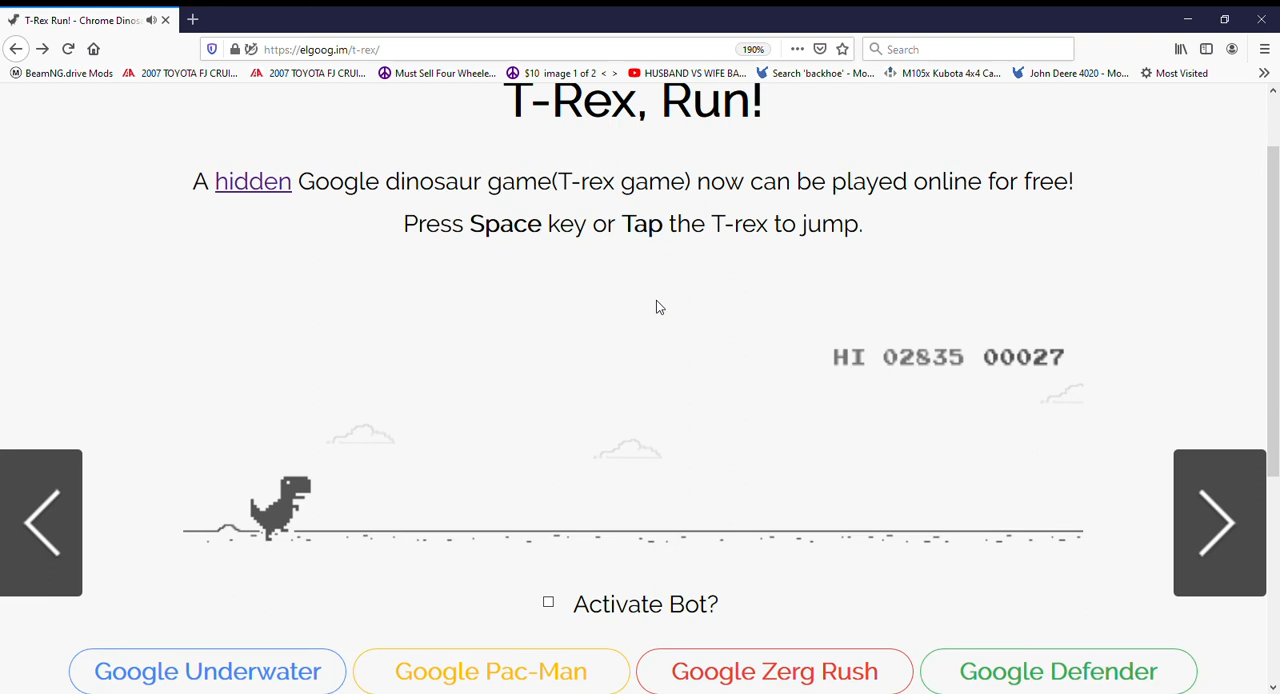 T-Rex Run! - Chrome Dinos
https://elgoog.im/t-rex/
190%
Search
BeamNG.drive Mods
2007 TOYOTA FJ CRUI...
2007 TOYOTA FJ CRUI...
Must Sell Four Wheele...
$10 image 1 of 2 < >
HUSBAND VS WIFE BA...
Search 'backhoe' - Mo...
M105x Kubota 4x4 Ca...
John Deere 4020 - Mo...
Most Visited
T-Rex, Run!
A hidden Google dinosaur game(T-rex game) now can be played online for free!
Press Space key or Tap the T-rex to jump.
HI 02835 00027
Activate Bot?
Google Underwater
Google Pac-Man
Google Zerg Rush
Google Defender